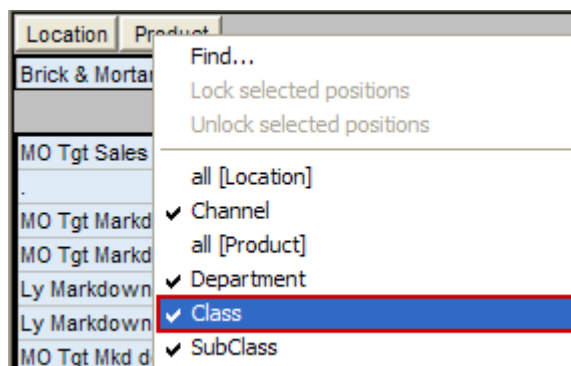 Location Product
Brick & Mortar
Find...
Lock selected positions
Unlock selected positions
MO Tgt Sales
.
all [Location]
MO Tgt Markd
Channel
MO Tgt Markd
all [Product]
Ly Markdown
Department
Ly Markdown
Class
MO Tgt Mkd d
SubClass